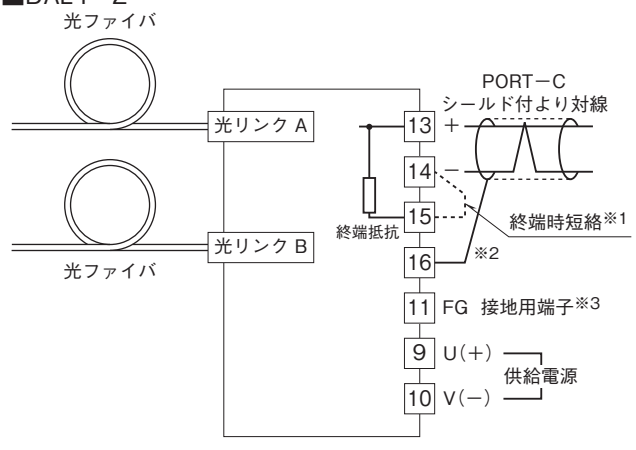 光ファイバ
PORT－C
シールド付より対線
光リンク A
13
＋
14
－
15
終端抵抗
終端時短絡※1
光リンク B
16
※2
光ファイバ
11 FG 接地用端子※3
9 U(＋)
供給電源
10 V(－)